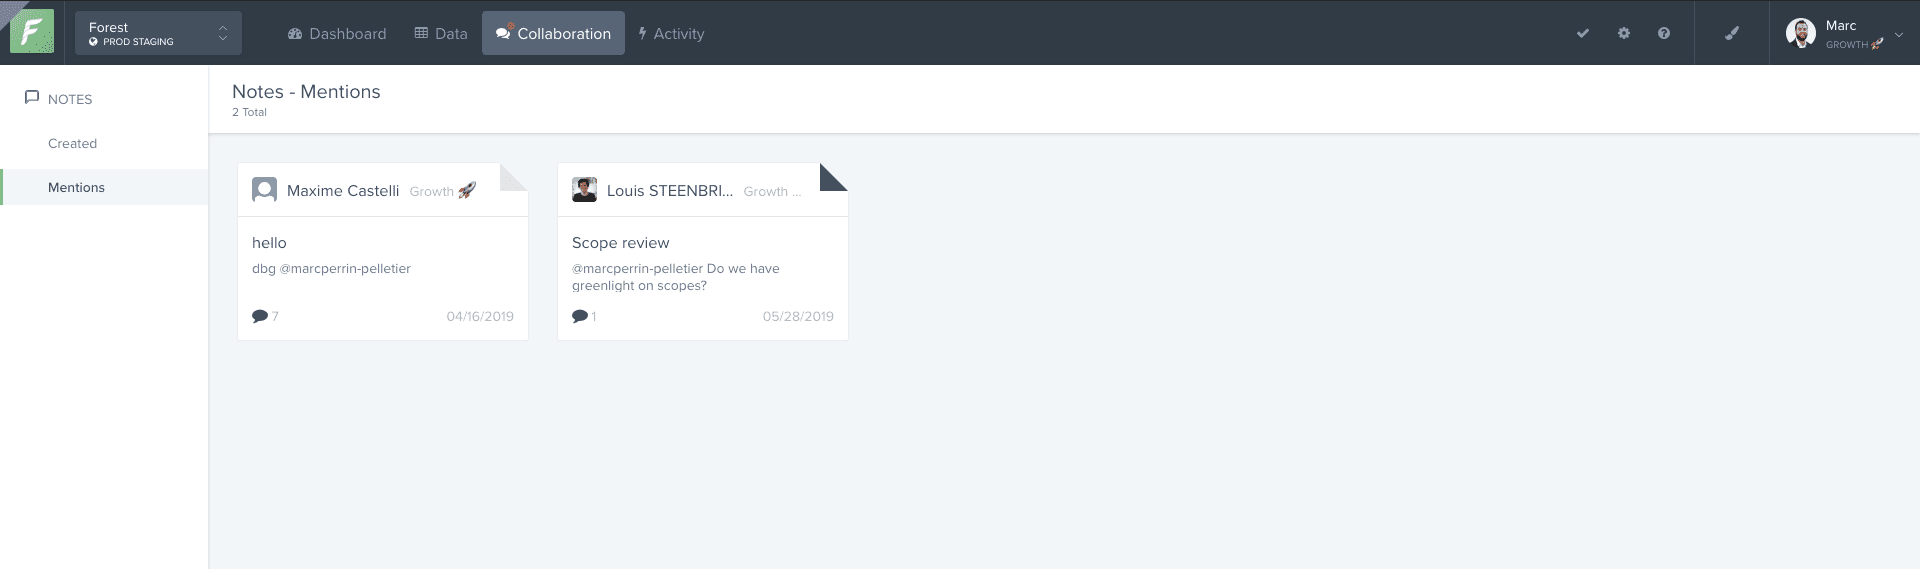 Forest
PROD STAGING
Dashboard
Data
Collaboration
Activity
Marc
GROWTH 🚀
NOTES
Created
Mentions
Notes - Mentions
2 Total
Maxime Castelli Growth 🚀
hello
dbg @marcperrin-pelletier
7 04/16/2019
Louis STEENBRI... Growth ...
Scope review
@marcperrin-pelletier Do we have
greenlight on scopes?
1 05/28/2019